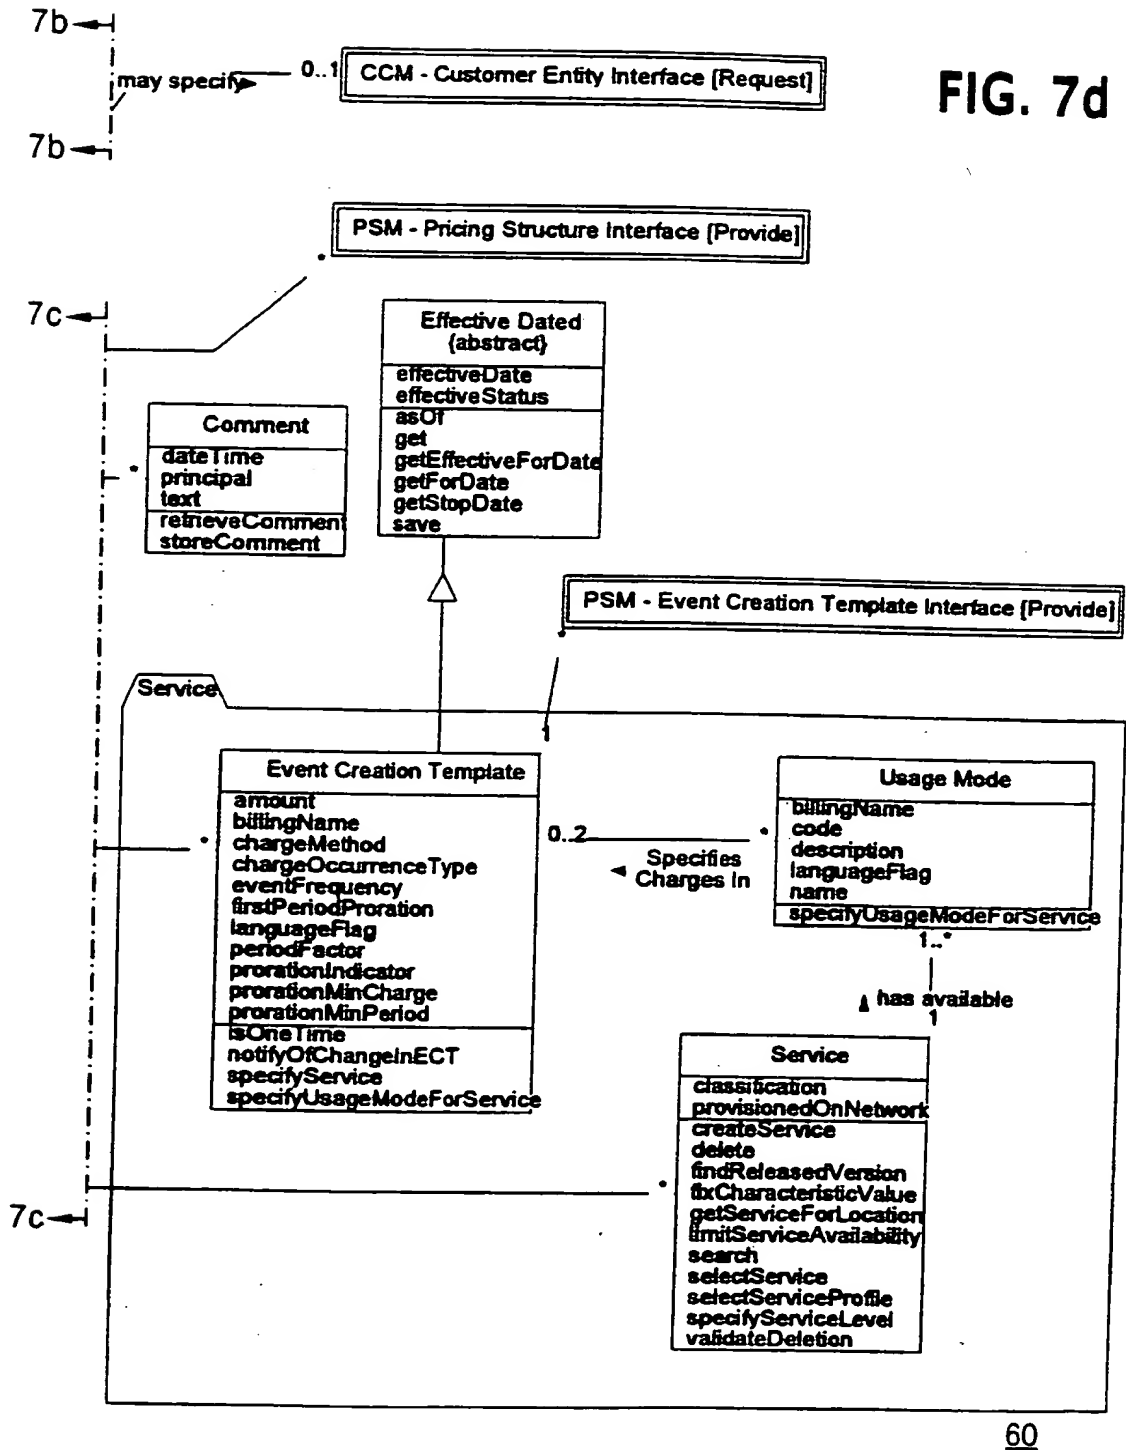 7b
may specify
0..1
CCM - Customer Entity Interface [Request]
FIG. 7d
7b
PSM - Pricing Structure Interface [Provide]
*
7c
Effective Dated
{abstract}
effectiveDate
effectiveStatus
asOf
get
getEffectiveForDate
getForDate
getStopDate
save
Comment
*
dateTime
principal
text
retrieveComment
storeComment
PSM - Event Creation Template Interface [Provide]
*
1
Service
Event Creation Template
*
amount
billingName
chargeMethod
chargeOccurrenceType
eventFrequency
firstPeriodProration
languageFlag
periodFactor
prorationIndicator
prorationMinCharge
prorationMinPeriod
isOneTime
notifyOfChangeInECT
specifyService
specifyUsageModeForService
0..2
*
Specifies
Charges In
Usage Mode
billingName
code
description
languageFlag
name
specifyUsageModeForService
1..*
has available
1
Service
*
classification
provisionedOnNetwork
createService
delete
findReleasedVersion
fixCharacteristicValue
getServiceForLocation
limitServiceAvailability
search
selectService
selectServiceProfile
specifyServiceLevel
validateDeletion
7c
60